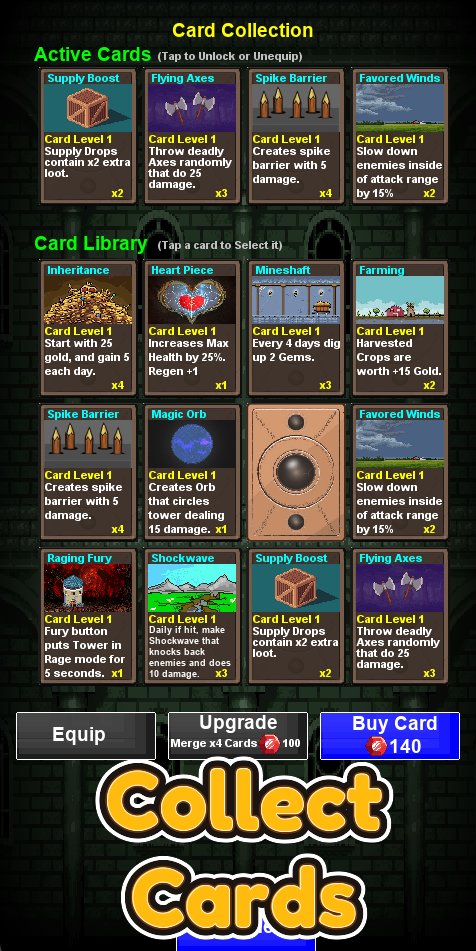 Card Collection
Active Cards (Tap to Unlock or Unequip)
Supply Boost
Card Level 1
Supply Drops
contain x2 extra
loot.
x2
Flying Axes
Card Level 1
Throw deadly
Axes randomly
that do 25
damage.
x3
Spike Barrier
Card Level 1
Creates spike
barrier with 5
damage.
x4
Favored Winds
Card Level 1
Slow down
enemies inside
of attack range
by 15% x2
Card Library (Tap a card to Select it)
Inheritance
Card Level 1
Start with 25
gold, and gain 5
each day.
x4
Heart Piece
Card Level 1
Increases Max
Health by 25%.
Regen +1
x1
Mineshaft
Card Level 1
Every 4 days dig
up 2 Gems.
x3
Farming
Card Level 1
Harvested
Crops are
worth +15 Gold.
x2
Spike Barrier
Card Level 1
Creates spike
barrier with 5
damage.
x4
Magic Orb
Card Level 1
Creates Orb
that circles
tower dealing
15 damage. x1
Favored Winds
Card Level 1
Slow down
enemies inside
of attack range
by 15% x2
Raging Fury
Card Level 1
Fury button
puts Tower in
Rage mode for
5 seconds. x1
Shockwave
Card Level 1
Daily if hit, make
Shockwave that
knocks back
enemies and does
10 damage. x3
Supply Boost
Card Level 1
Supply Drops
contain x2 extra
loot.
x2
Flying Axes
Card Level 1
Throw deadly
Axes randomly
that do 25
damage.
x3
Equip
Upgrade
Merge x4 Cards 100
Buy Card
140
Collect
Cards